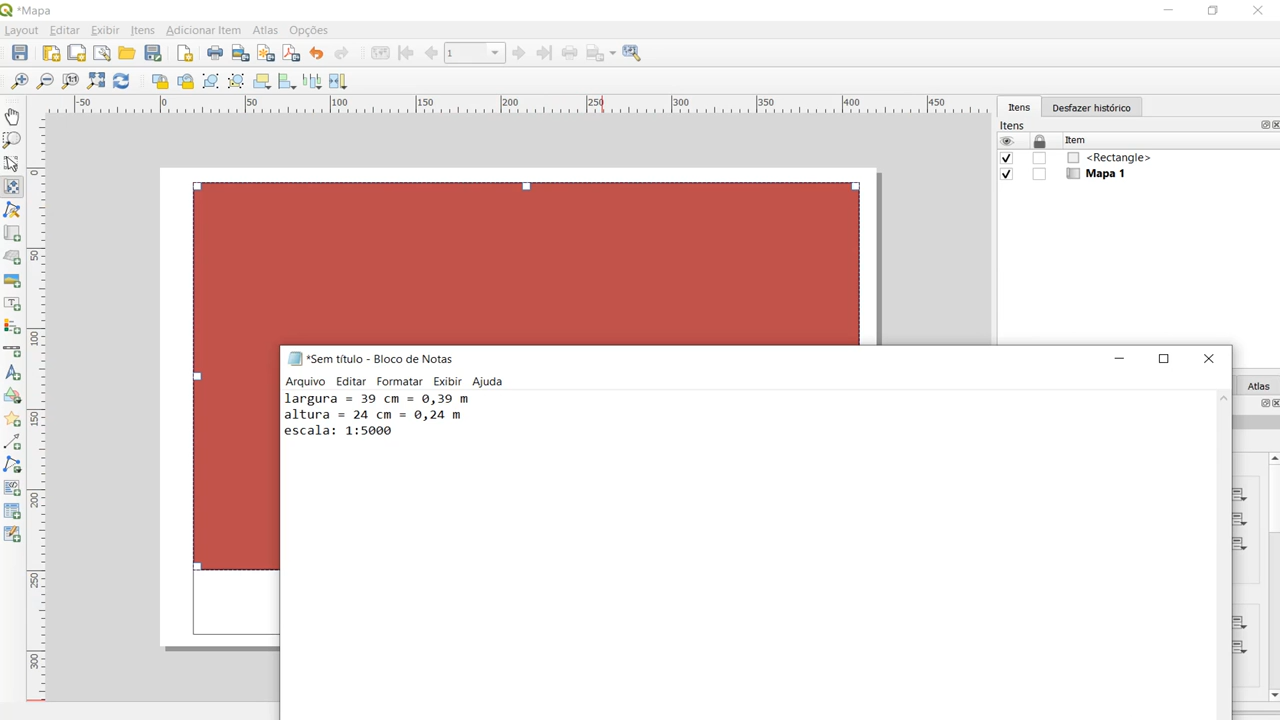 *Mapa
Layout Editar Exibir Itens Adicionar Item Atlas Opções
1
-50 0 50 100 150 200 250 300 350 400 450
0
50
100
150
200
250
300
Itens Desfazer histórico
Itens
Item
<Rectangle>
Mapa 1
Atlas
*Sem título - Bloco de Notas
Arquivo Editar Formatar Exibir Ajuda
largura = 39 cm = 0,39 m
altura = 24 cm = 0,24 m
escala: 1:5000